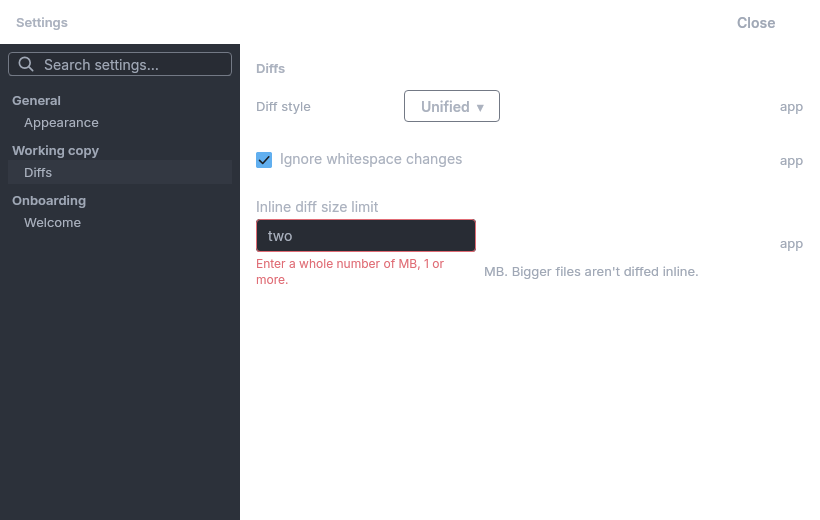 Settings
Close
Search settings...
General
Appearance
Working copy
Diffs
Onboarding
Welcome
Diffs
Diff style
Unified ▾
app
Ignore whitespace changes
app
Inline diff size limit
two
app
Enter a whole number of MB, 1 or
more.
MB. Bigger files aren't diffed inline.